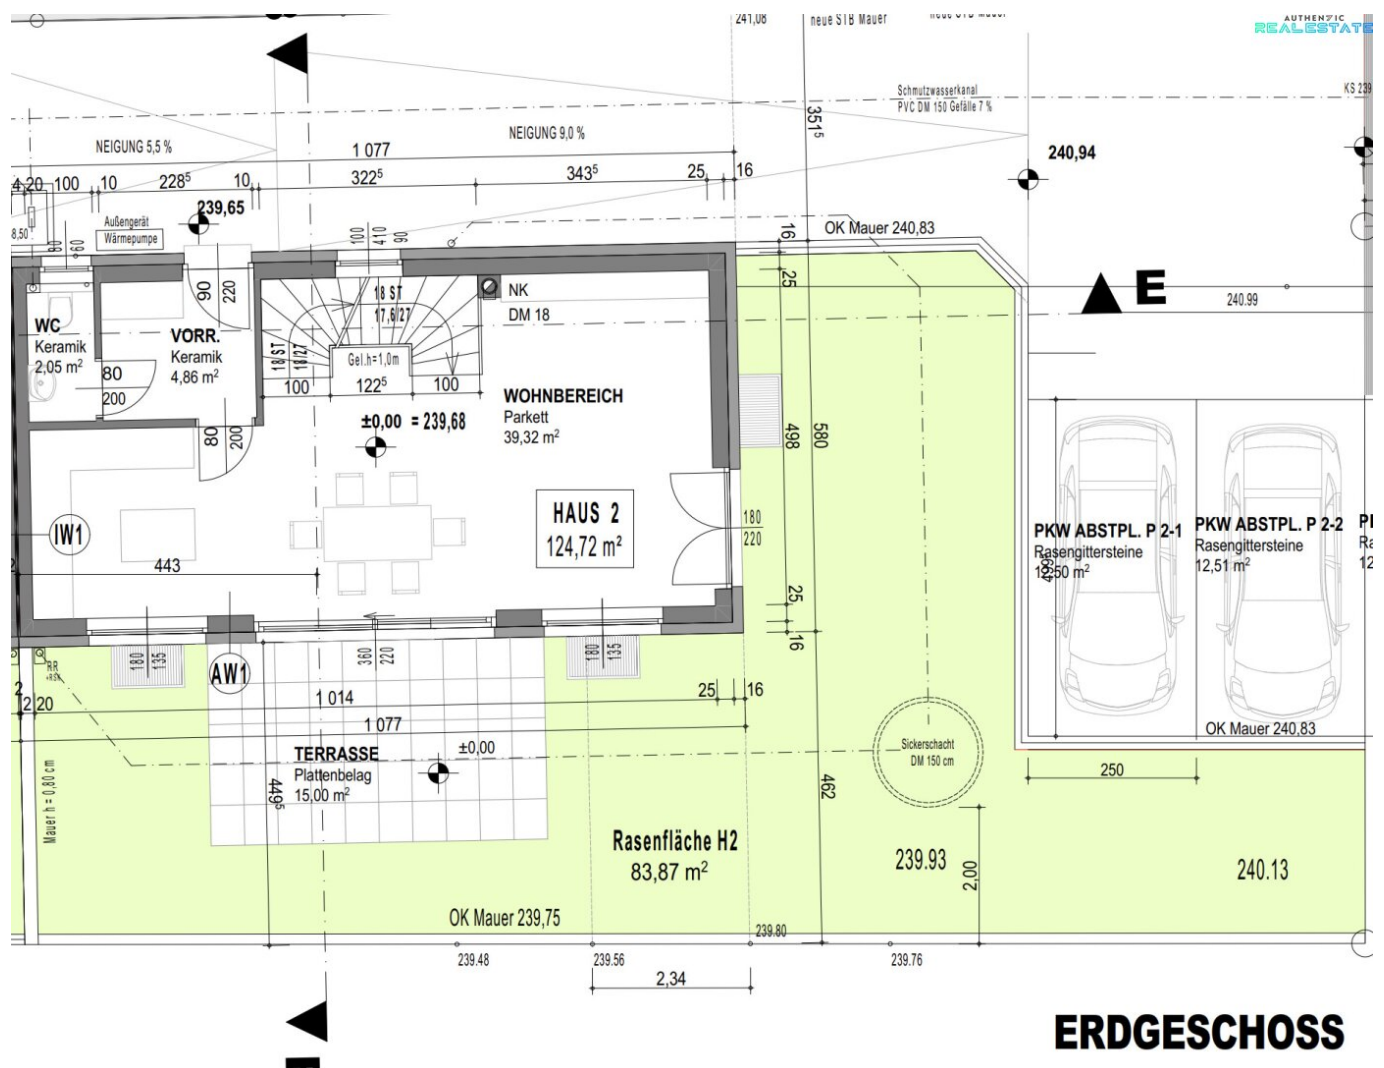 AUTHENTIC
REALESTATE
241,08
neue STB Mauer
Schmutzwasserkanal
PVC DM 150 Gefälle 7 %
KS 239
NEIGUNG 5,5 %
NEIGUNG 9,0 %
351⁵
1 077
240,94
20
100
10
228⁵
10
322⁵
343⁵
25
16
239,65
Außengerät
Wärmepumpe
8,50
80
60
100
410
90
OK Mauer 240,83
16
25
E
240.99
90
220
18 ST
17,6/27
NK
DM 18
WC
Keramik
2,05 m²
VORR.
Keramik
4,86 m²
18 ST
18/27
Gel.h=1,0m
80
200
100
122⁵
100
WOHNBEREICH
Parkett
39,32 m²
±0,00 = 239,68
80
200
498
580
HAUS 2
124,72 m²
180
220
IW1
PKW ABSTPL. P 2-1
Rasengittersteine
12,50 m²
PKW ABSTPL. P 2-2
Rasengittersteine
12,51 m²
443
25
16
180
135
AW1
360
220
180
135
RR
2
2
20
1 014
25
16
1 077
OK Mauer 240,83
TERRASSE
Plattenbelag
15,00 m²
±0,00
Sickerschacht
DM 150 cm
250
Mauer h = 0,80 cm
449⁵
462
Rasenfläche H2
83,87 m²
239.93
2,00
240.13
OK Mauer 239,75
239.80
239.48
239.56
239.76
2,34
ERDGESCHOSS